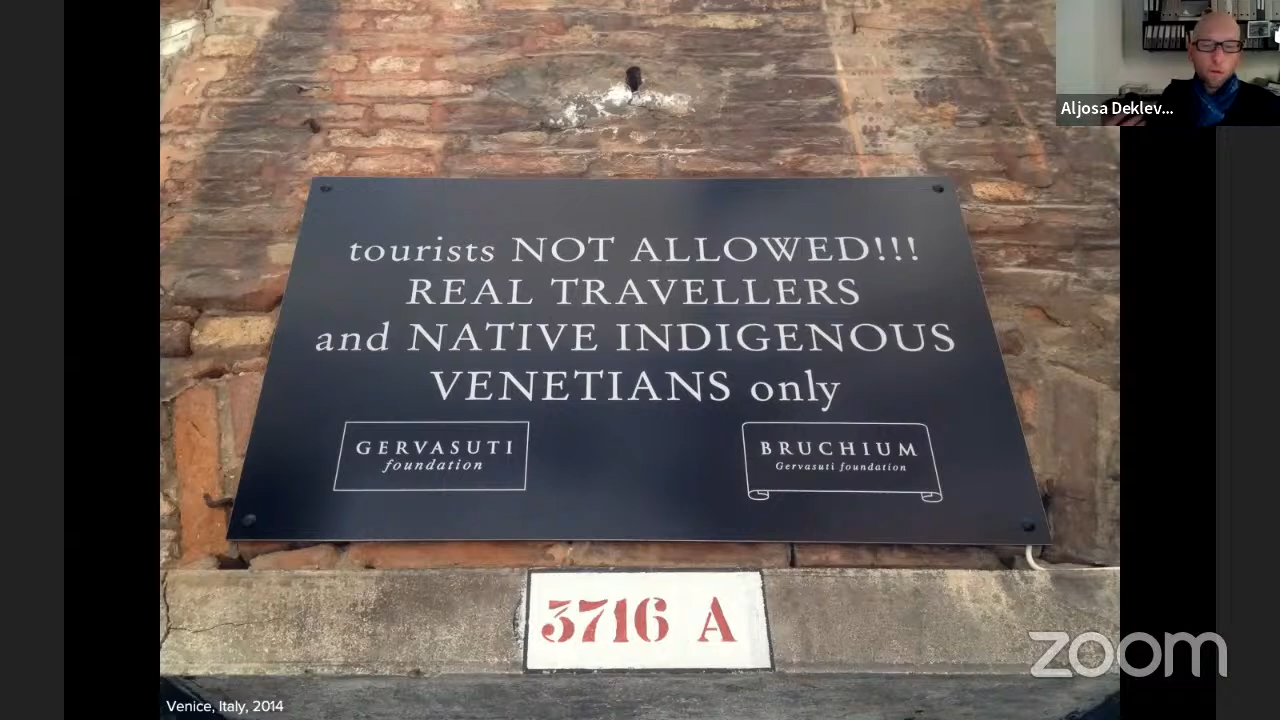 Aljosa Deklev...
tourists NOT ALLOWED!!!
REAL TRAVELLERS
and NATIVE INDIGENOUS
VENETIANS only
GERVASUTI
foundation
BRUCHIUM
Gervasuti foundation
3716 A
zoom
Venice, Italy, 2014